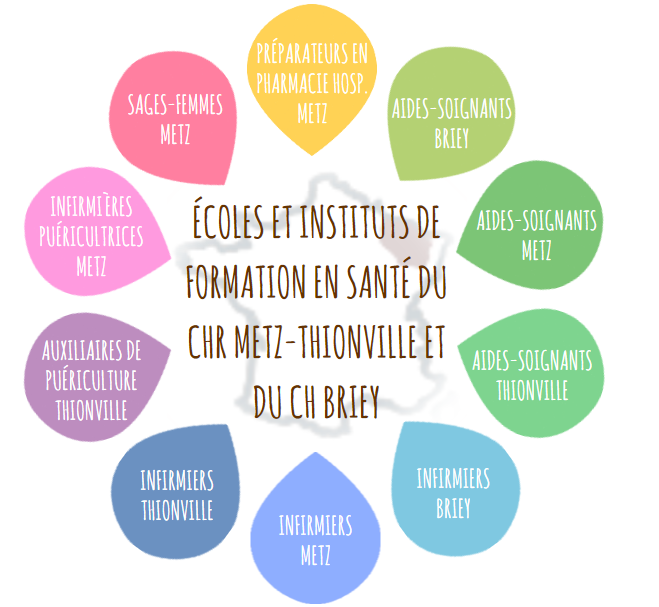 PRÉPARATEURS EN
PHARMACIE HOSP.
METZ
AIDES-SOIGNANTS
BRIEY
AIDES-SOIGNANTS
METZ
AIDES-SOIGNANTS
THIONVILLE
INFIRMIERS
BRIEY
INFIRMIERS
METZ
INFIRMIERS
THIONVILLE
AUXILIAIRES DE
PUÉRICULTURE
THIONVILLE
INFIRMIÈRES
PUÉRICULTRICES
METZ
SAGES-FEMMES
METZ
ÉCOLES ET INSTITUTS DE
FORMATION EN SANTÉ DU
CHR METZ-THIONVILLE ET
DU CH BRIEY